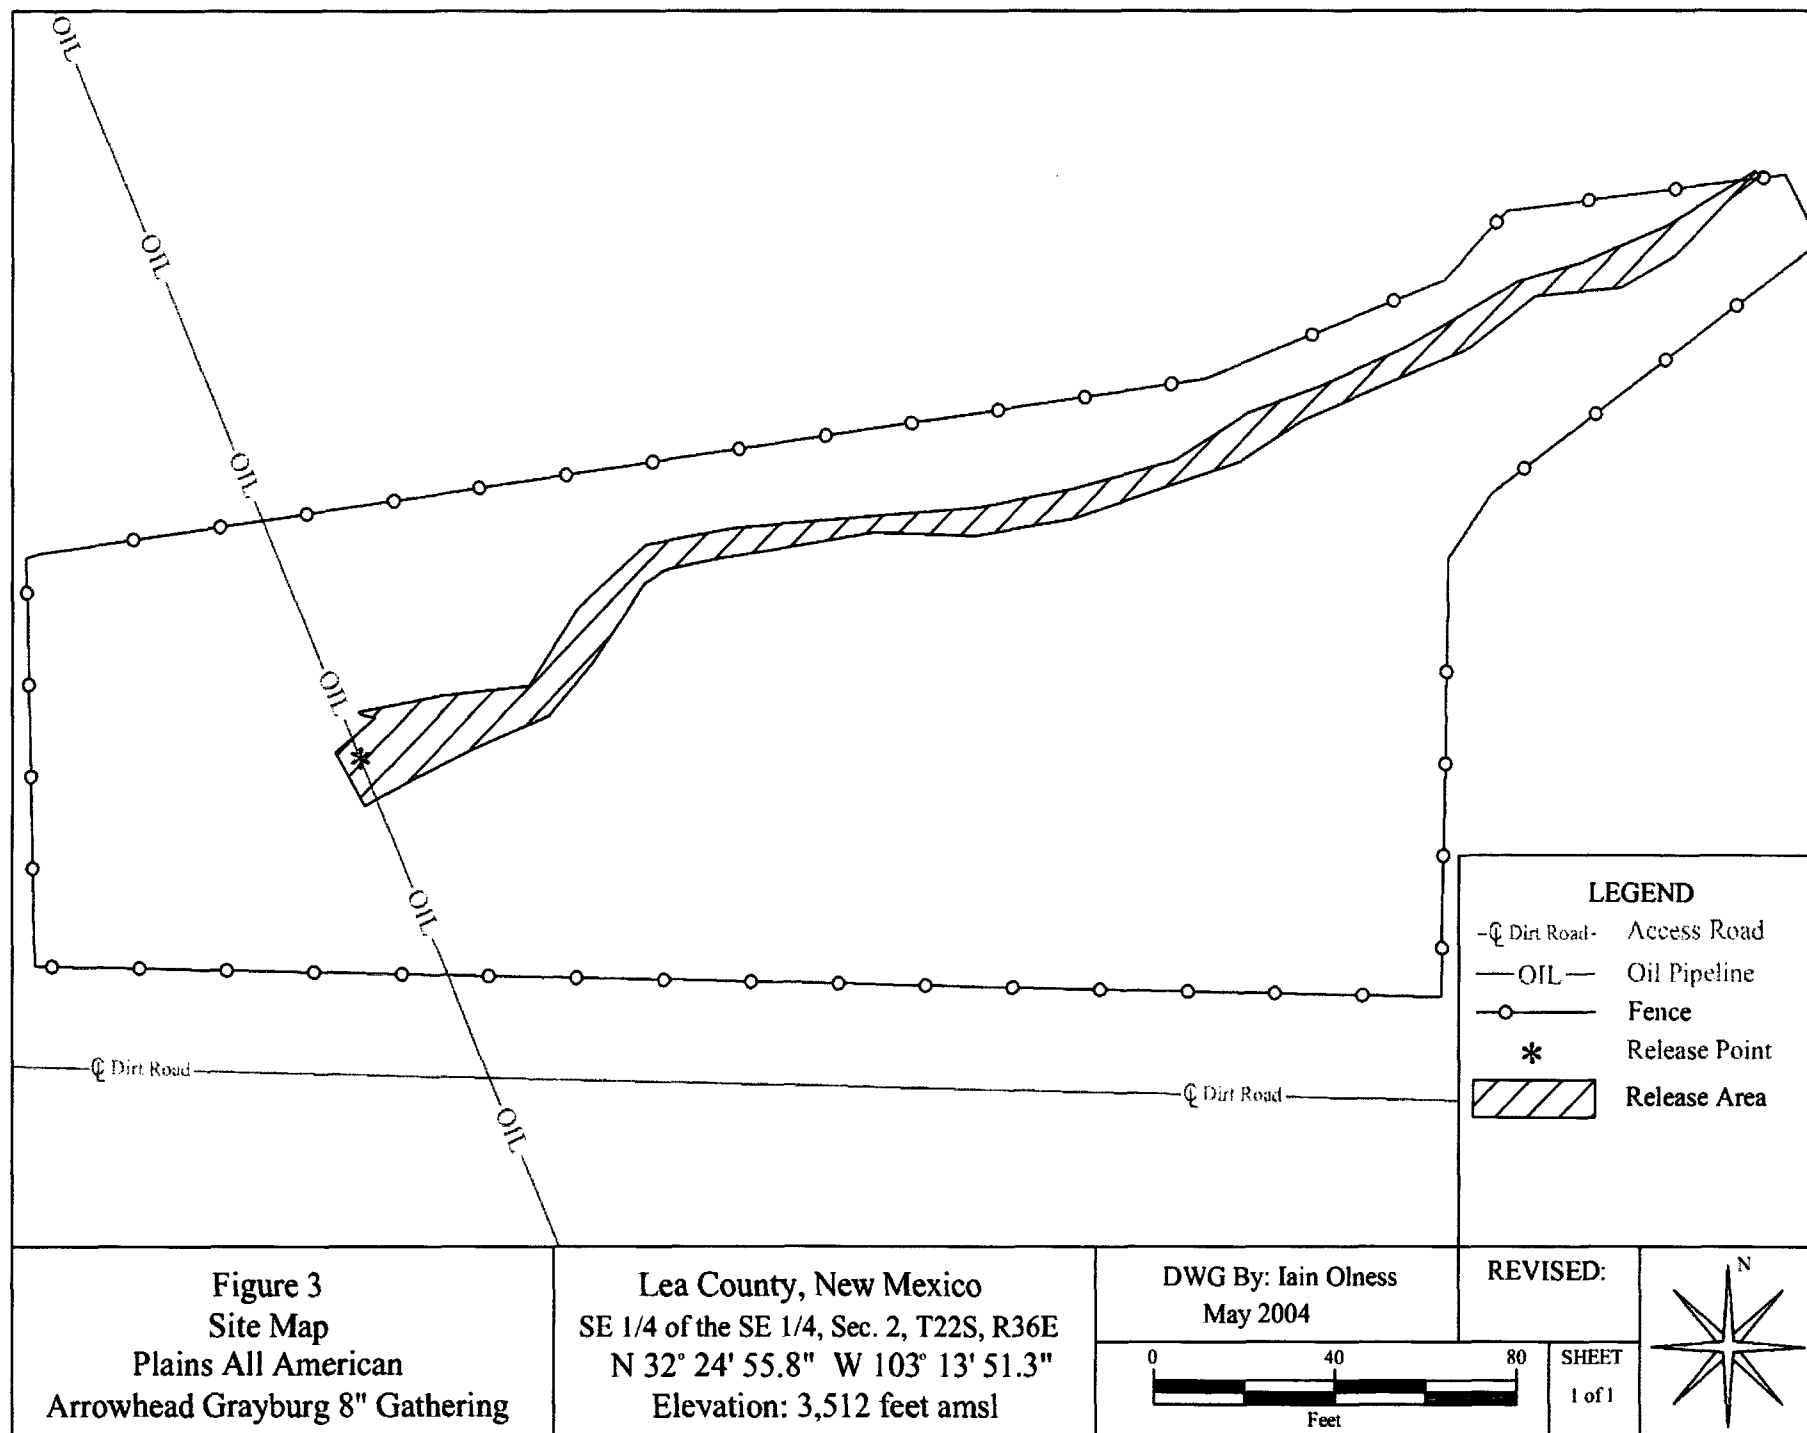 OIL
OIL
OIL
OIL
OIL
OIL
℄ Dirt Road
℄ Dirt Road
LEGEND
℄ Dirt Road Access Road
OIL Oil Pipeline
Fence
Release Point
Release Area
Figure 3
Site Map
Plains All American
Arrowhead Grayburg 8" Gathering
Lea County, New Mexico
SE 1/4 of the SE 1/4, Sec. 2, T22S, R36E
N 32° 24' 55.8" W 103° 13' 51.3"
Elevation: 3,512 feet amsl
DWG By: Iain Olness
May 2004
REVISED:
0 40 80
Feet
SHEET
1 of 1
N